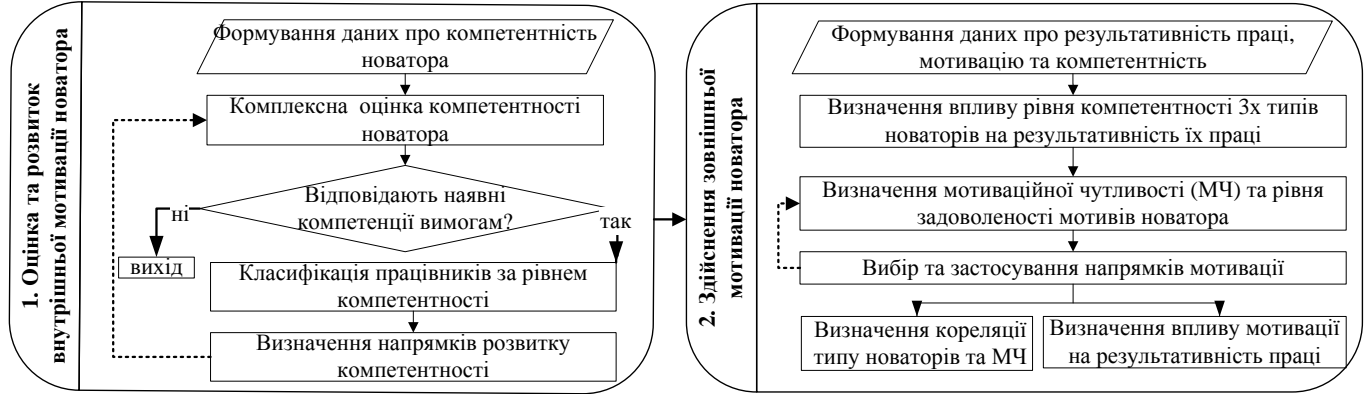 1. Оцінка та розвиток
внутрішньої мотивації новатора
Формування даних про компетентність
новатора
Комплексна оцінка компетентності
новатора
Відповідають наявні
компетенції вимогам?
ні
так
вихід
Класифікація працівників за рівнем
компетентності
Визначення напрямків розвитку
компетентності
2. Здійснення зовнішньої
мотивації новатора
Формування даних про результативність праці,
мотивацію та компетентність
Визначення впливу рівня компетентності 3х типів
новаторів на результативність їх праці
Визначення мотиваційної чутливості (МЧ) та рівня
задоволеності мотивів новатора
Вибір та застосування напрямків мотивації
Визначення кореляції
типу новаторів та МЧ
Визначення впливу мотивації
на результативність праці